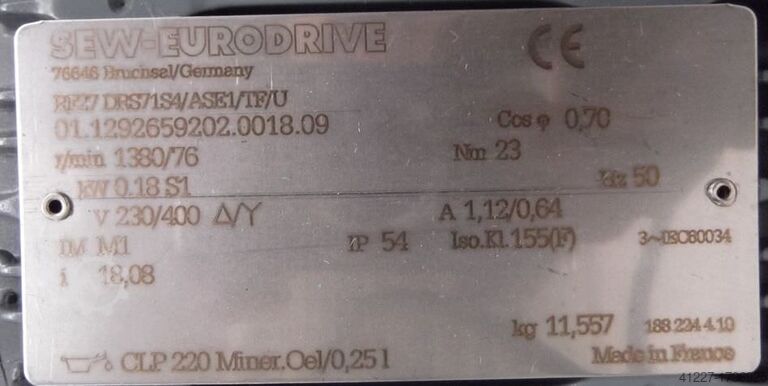 SEW-EURODRIVE CE
76646 Bruchsal/Germany
RF27 DRS71S4/ASE1/TF/U
01.1292659202.0018.09 Cos φ 0,70
r/min 1380/76 Nm 23
kW 0.18 S1 Hz 50
V 230/400 Δ/Y A 1,12/0,64
IM M1 IP 54 Iso.Kl.155(F) 3~IEC60034
i 18,08
kg 11,557 188 224 4.10
CLP 220 Miner.Oel/0,25 l Made in France